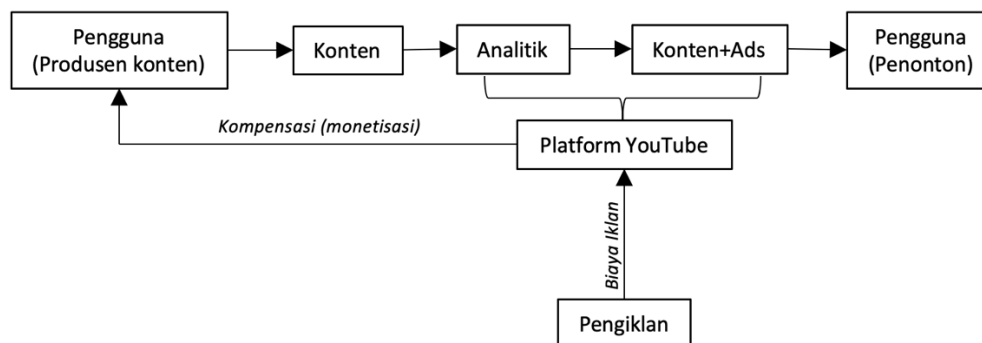 Pengguna
(Produsen konten)
Konten
Analitik
Konten+Ads
Pengguna
(Penonton)
Kompensasi (monetisasi)
Platform YouTube
Biaya Iklan
Pengiklan